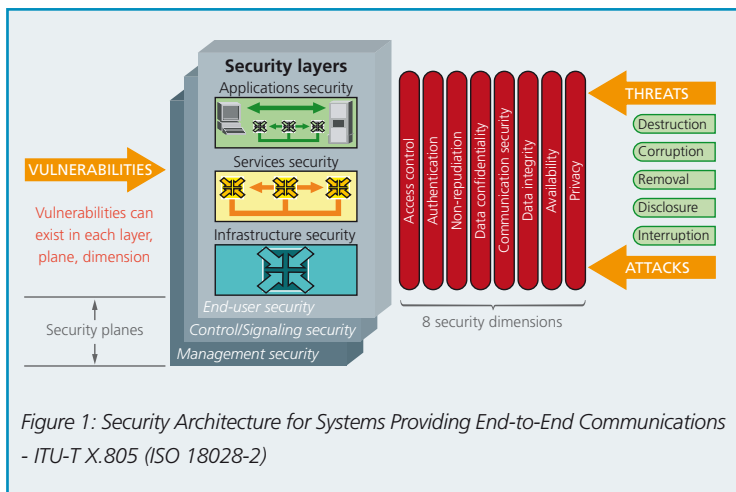 Security layers
Applications security
Services security
Infrastructure security
End-user security
Control/Signaling security
Management security
VULNERABILITIES
Vulnerabilities can
exist in each layer,
plane, dimension
Security planes
Access control
Authentication
Non-repudiation
Data confidentiality
Communication security
Data integrity
Availability
Privacy
8 security dimensions
THREATS
Destruction
Corruption
Removal
Disclosure
Interruption
ATTACKS
Figure 1: Security Architecture for Systems Providing End-to-End Communications
- ITU-T X.805 (ISO 18028-2)